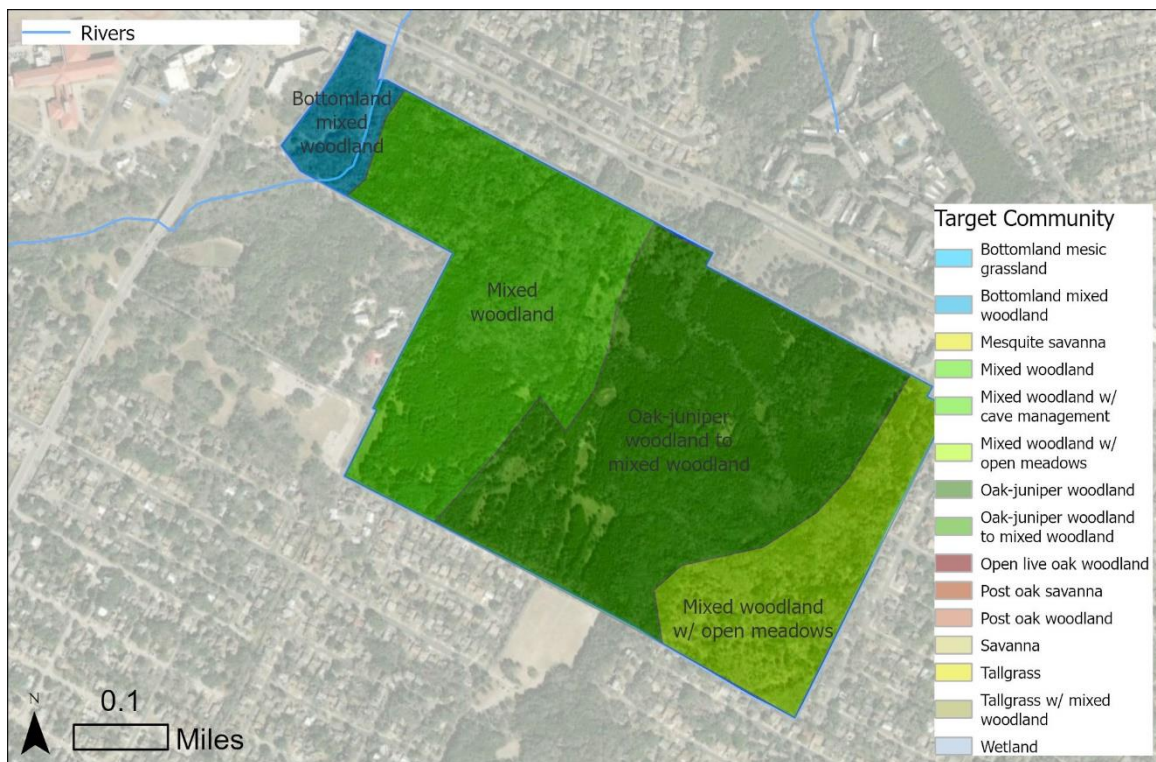 Rivers
Bottomland
mixed
woodland
Mixed
woodland
Oak-juniper
woodland to
mixed woodland
Mixed woodland
w/ open meadows
Target Community
Bottomland mesic
grassland
Bottomland mixed
woodland
Mesquite savanna
Mixed woodland
Mixed woodland w/
cave management
Mixed woodland w/
open meadows
Oak-juniper woodland
Oak-juniper woodland
to mixed woodland
Open live oak woodland
Post oak savanna
Post oak woodland
Savanna
Tallgrass
Tallgrass w/ mixed
woodland
Wetland
N
0.1
Miles